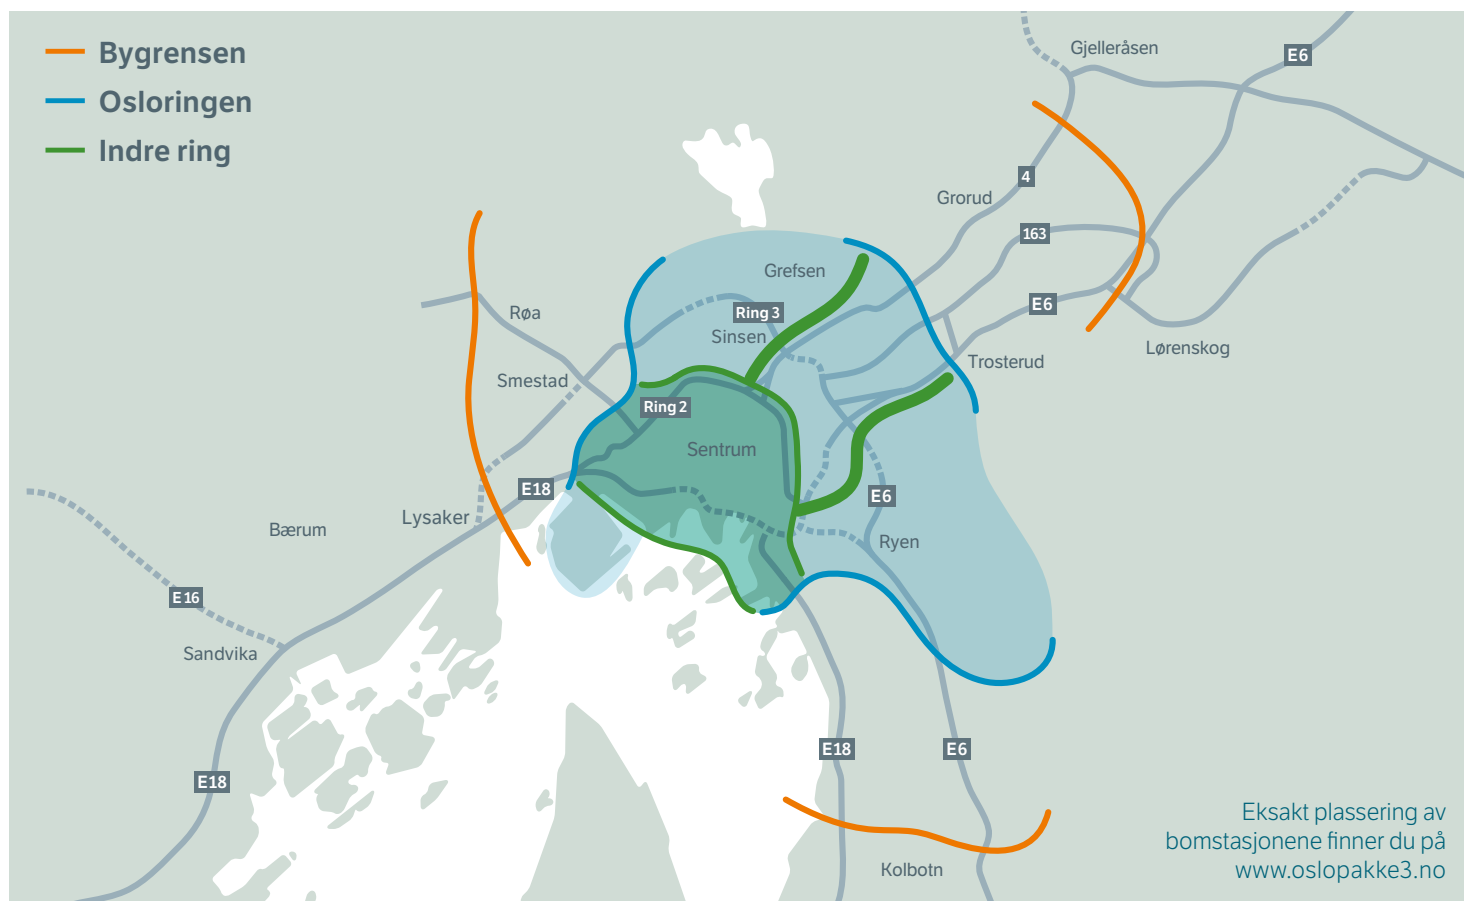 Bygrensen
Osloringen
Indre ring
Gjelleråsen
E6
4
Grorud
163
Grefsen
E6
Ring 3
Røa
Sinsen
Lørenskog
Trosterud
Smestad
Ring 2
Sentrum
E18
E6
Lysaker
Bærum
Ryen
E16
Sandvika
E18
E6
E18
Kolbotn
Eksakt plassering av
bomstasjonene finner du på
www.oslopakke3.no